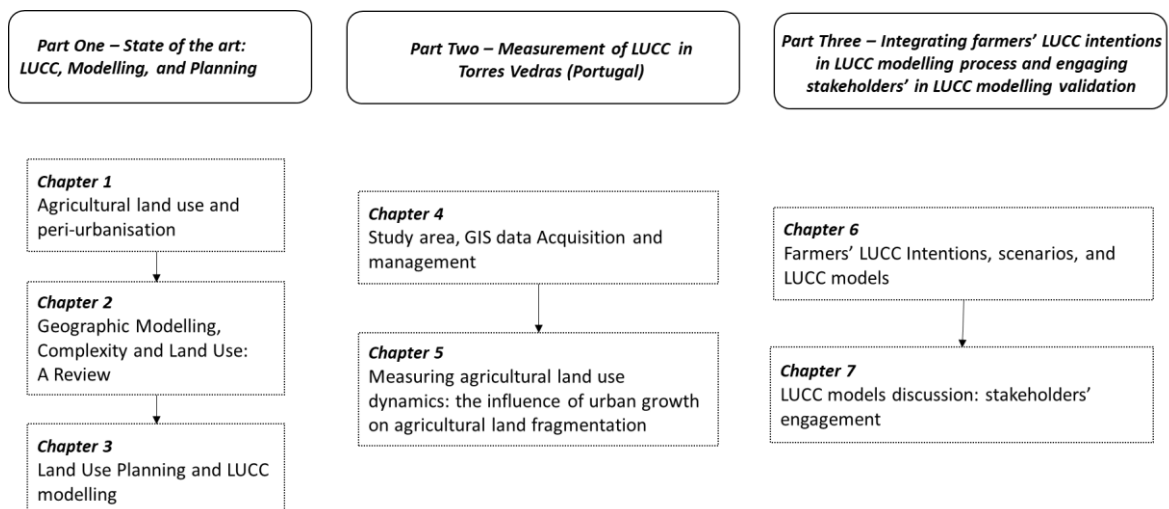 Part One – State of the art:
LUCC, Modelling, and Planning
Chapter 1
Agricultural land use and
peri-urbanisation
Chapter 2
Geographic Modelling,
Complexity and Land Use:
A Review
Chapter 3
Land Use Planning and LUCC
modelling
Part Two – Measurement of LUCC in
Torres Vedras (Portugal)
Chapter 4
Study area, GIS data Acquisition and
management
Chapter 5
Measuring agricultural land use
dynamics: the influence of urban growth
on agricultural land fragmentation
Part Three – Integrating farmers’ LUCC intentions
in LUCC modelling process and engaging
stakeholders’ in LUCC modelling validation
Chapter 6
Farmers’ LUCC Intentions, scenarios, and
LUCC models
Chapter 7
LUCC models discussion: stakeholders’
engagement